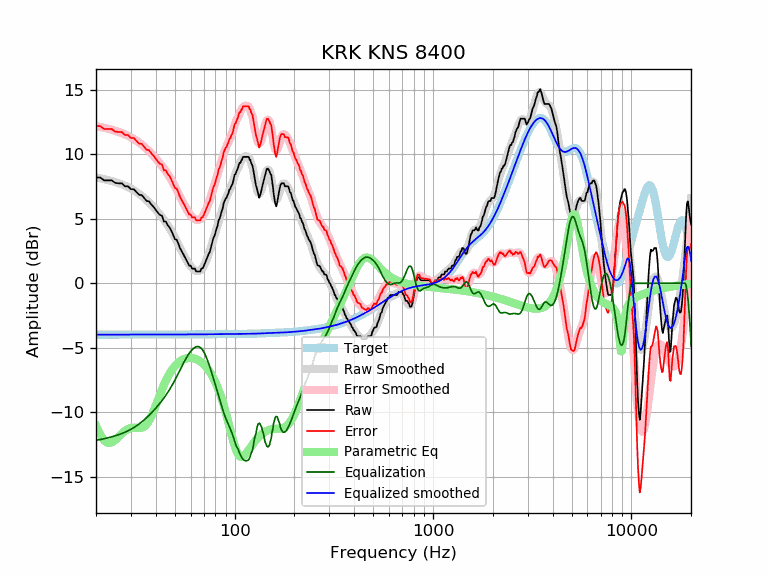 KRK KNS 8400
15
10
5
0
−5
−10
−15
Amplitude (dBr)
Target
Raw Smoothed
Error Smoothed
Raw
Error
Parametric Eq
Equalization
Equalized smoothed
100
1000
10000
Frequency (Hz)